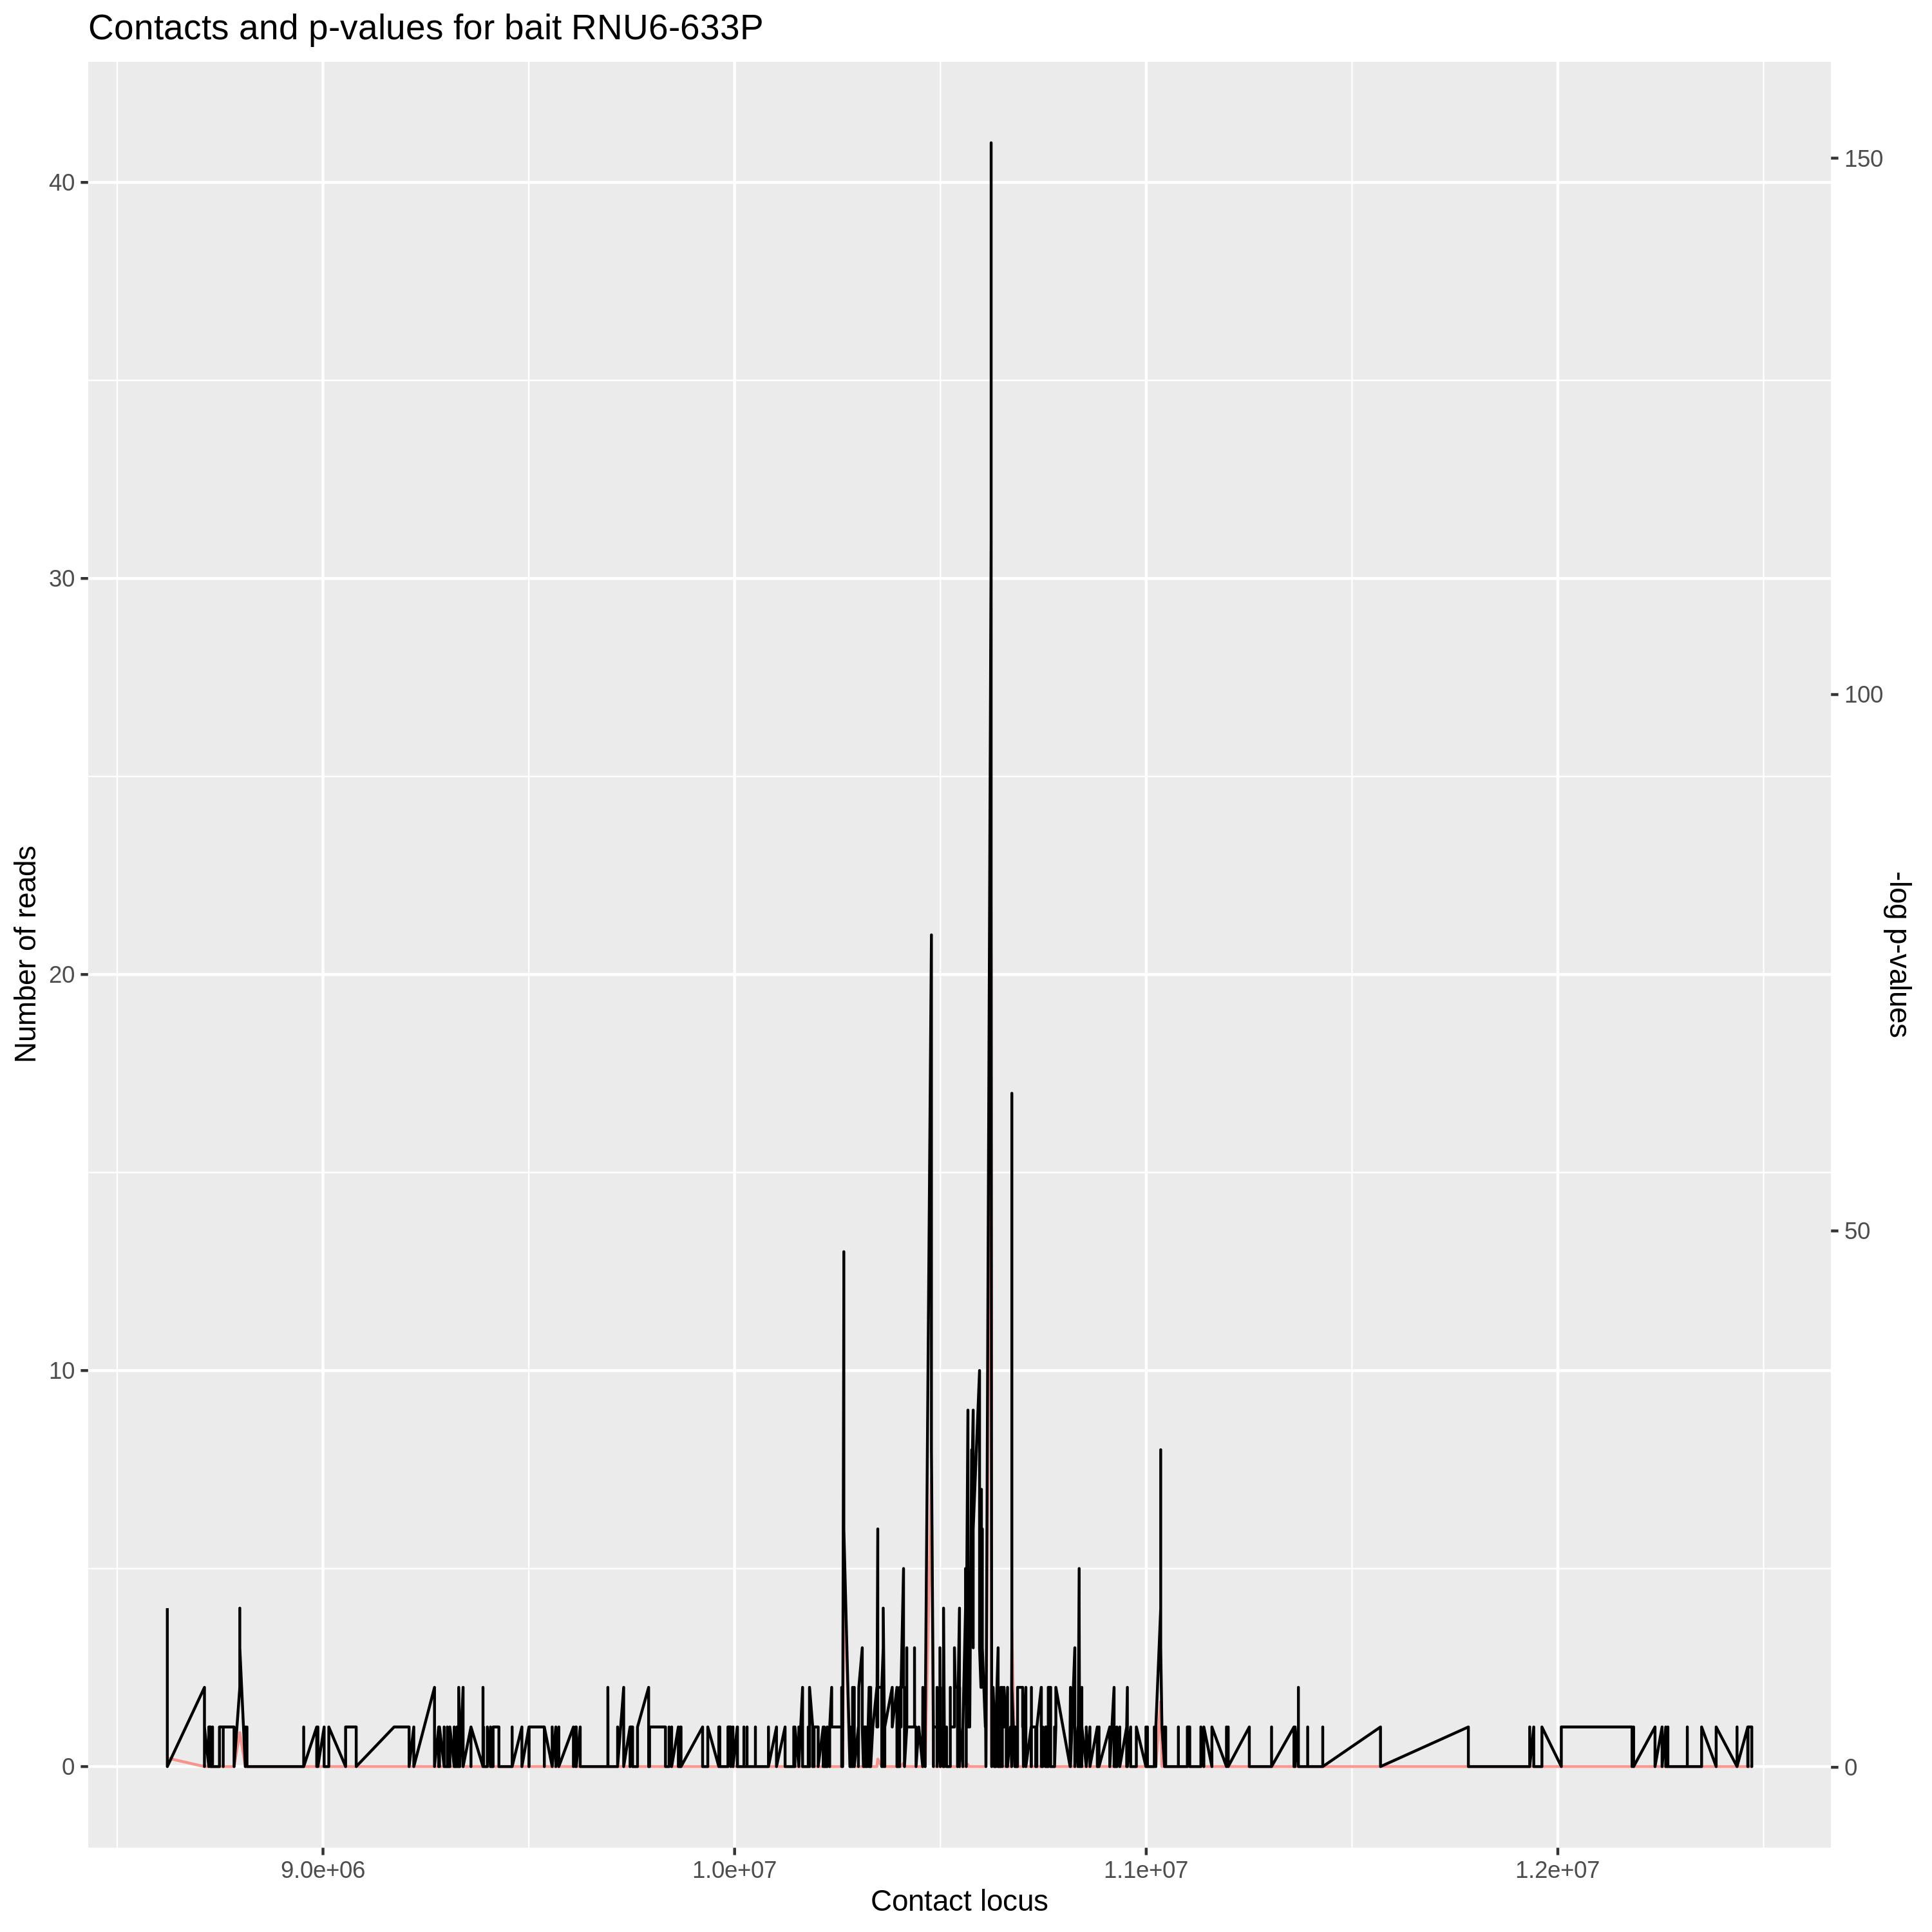 Contacts and p-values for bait RNU6-633P
40
30
20
10
0
150
100
50
0
Number of reads
-log p-values
9.0e+06
1.0e+07
1.1e+07
1.2e+07
Contact locus